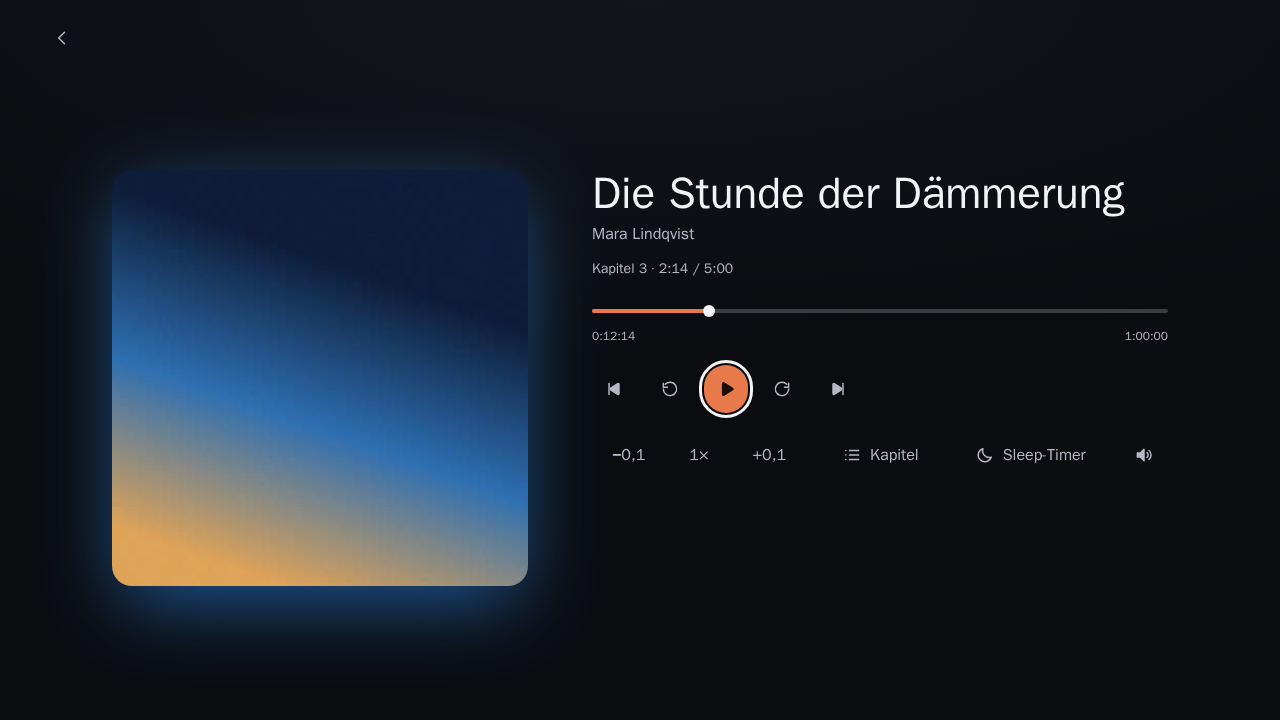 Die Stunde der Dämmerung
Mara Lindqvist
Kapitel 3 · 2:14 / 5:00
0:12:14 1:00:00
−0,1 1× +0,1 Kapitel Sleep-Timer